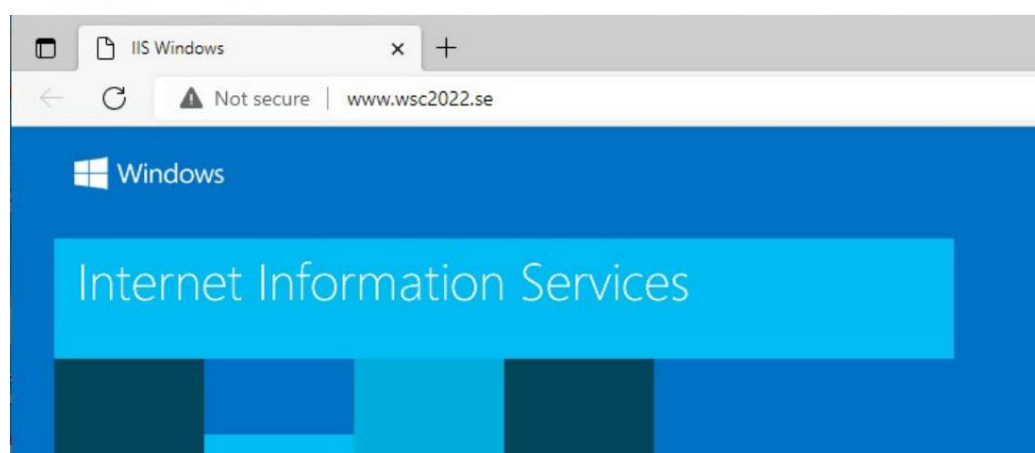 IIS Windows
Not secure | www.wsc2022.se
Windows
Internet Information Services